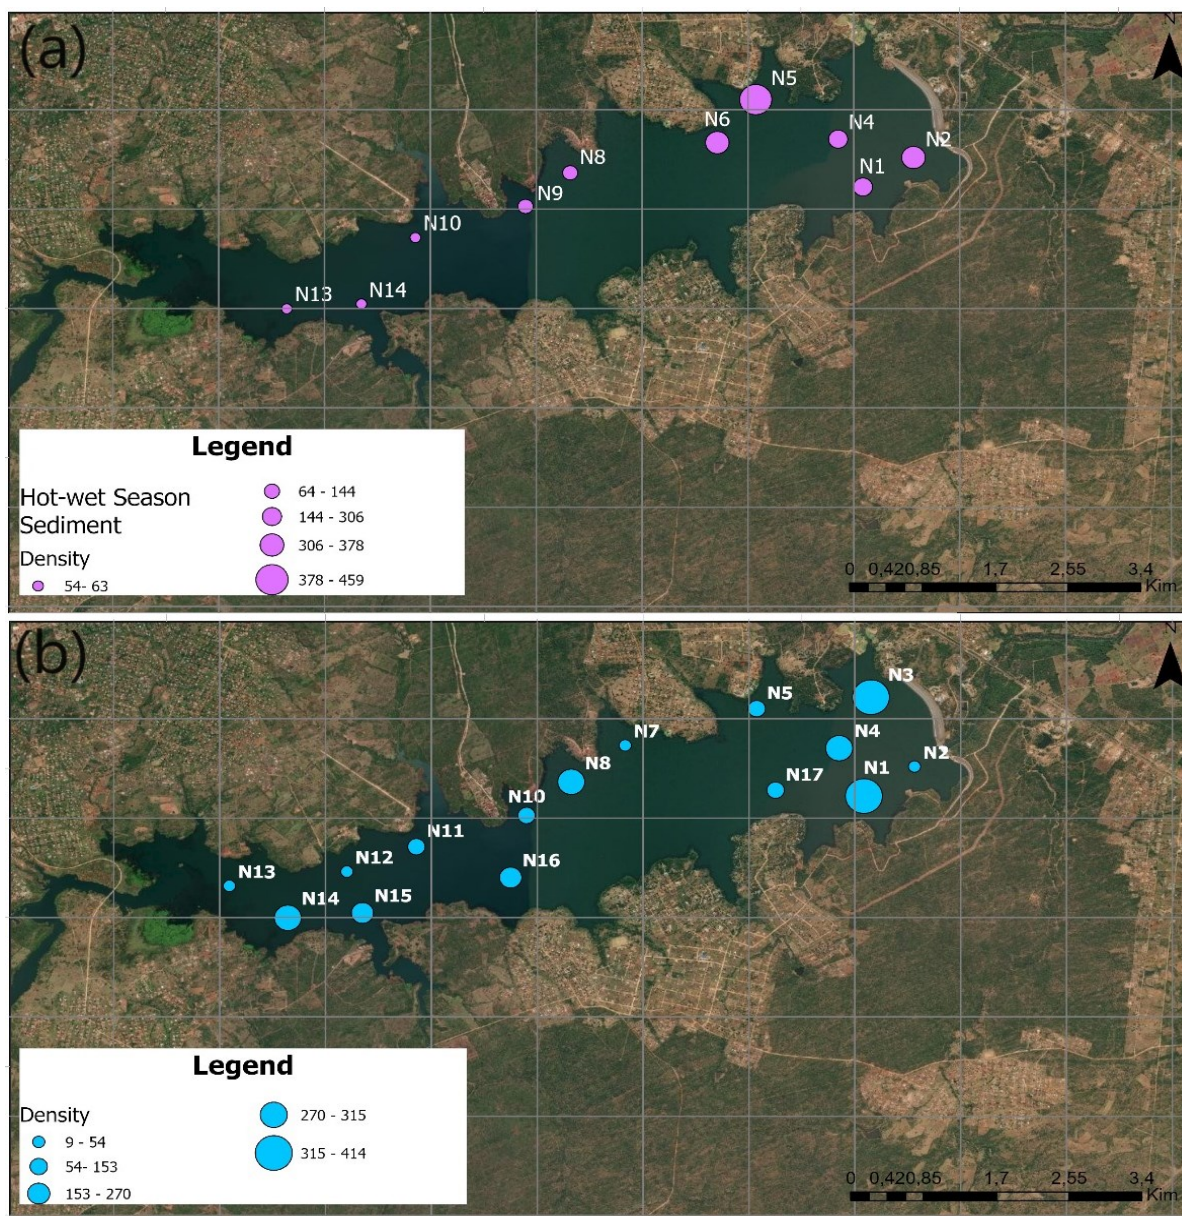 (a)
N
N5
N6
N4
N2
N8
N1
N9
N10
N13
N14
Legend
Hot-wet Season
Sediment
Density
54- 63
64 - 144
144 - 306
306 - 378
378 - 459
0 0,420,85 1,7 2,55 3,4
Kim
(b)
N
N3
N5
N7
N4
N2
N8
N17
N1
N10
N11
N16
N12
N13
N14
N15
Legend
Density
9 - 54
54- 153
153 - 270
270 - 315
315 - 414
0 0,420,85 1,7 2,55 3,4
Kim